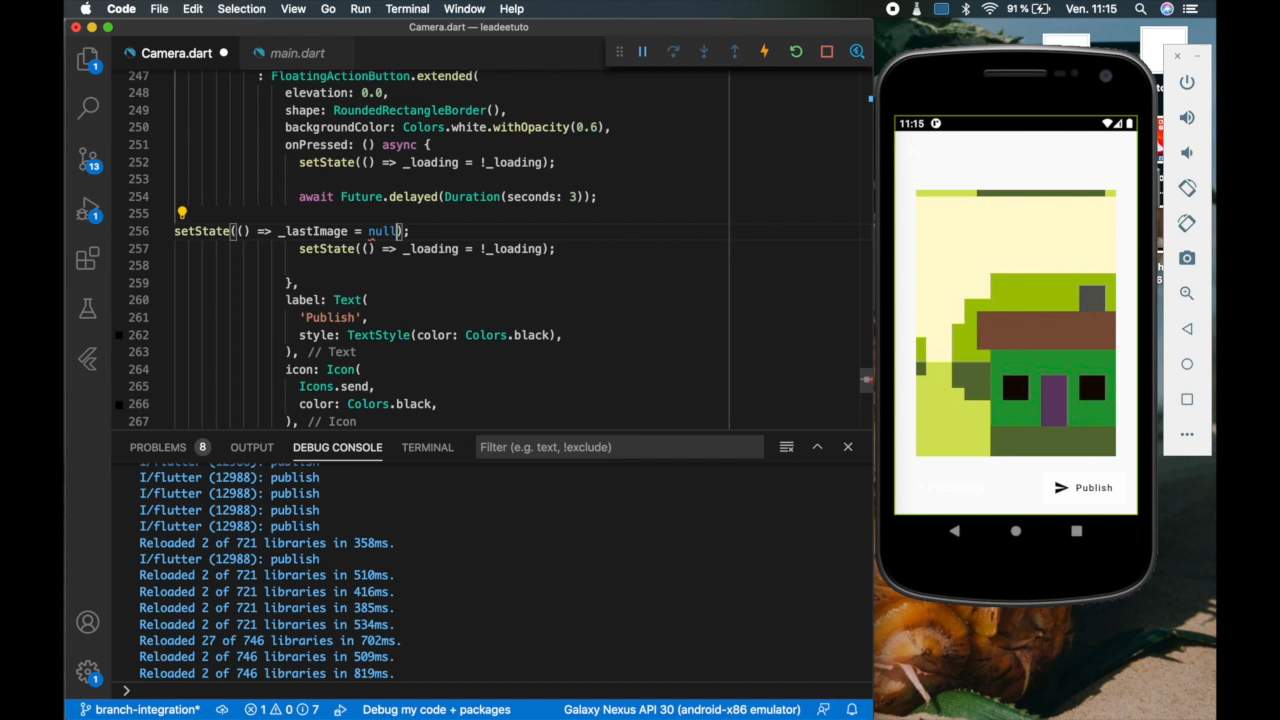 Code File Edit Selection View Go Run Terminal Window Help
91 % Ven. 11:15
Camera.dart — leadeetuto
Camera.dart main.dart
247 : FloatingActionButton.extended(
248 elevation: 0.0,
249 shape: RoundedRectangleBorder(),
250 backgroundColor: Colors.white.withOpacity(0.6),
251 onPressed: () async {
252 setState(() => _loading = !_loading);
253
254 await Future.delayed(Duration(seconds: 3));
255
256 setState(() => _lastImage = null);
257 setState(() => _loading = !_loading);
258
259 },
260 label: Text(
261 'Publish',
262 style: TextStyle(color: Colors.black),
263 ), // Text
264 icon: Icon(
265 Icons.send,
266 color: Colors.black,
267 ), // Icon
1
13
1
1
PROBLEMS 8 OUTPUT DEBUG CONSOLE TERMINAL Filter (e.g. text, !exclude)
I/flutter (12988): publish
I/flutter (12988): publish
I/flutter (12988): publish
I/flutter (12988): publish
I/flutter (12988): publish
Reloaded 2 of 721 libraries in 358ms.
I/flutter (12988): publish
Reloaded 2 of 721 libraries in 510ms.
Reloaded 2 of 721 libraries in 416ms.
Reloaded 2 of 721 libraries in 385ms.
Reloaded 2 of 721 libraries in 534ms.
Reloaded 27 of 746 libraries in 702ms.
Reloaded 2 of 746 libraries in 509ms.
Reloaded 2 of 746 libraries in 819ms.
branch-integration* 1 0 7 Debug my code + packages Galaxy Nexus API 30 (android-x86 emulator)
11:15
Publish